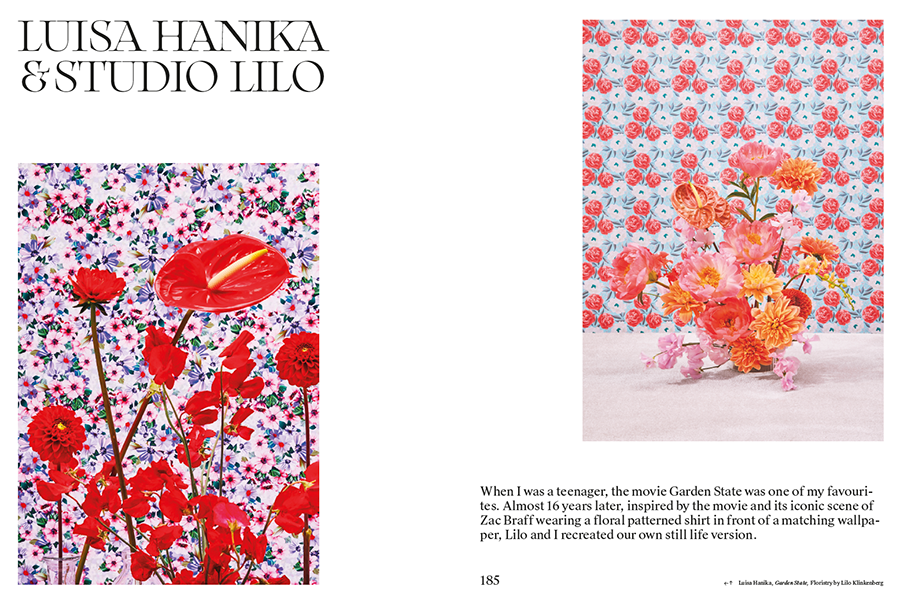 LUISA HANIKA
& STUDIO LILO
When I was a teenager, the movie Garden State was one of my favouri-
tes. Almost 16 years later, inspired by the movie and its iconic scene of
Zac Braff wearing a floral patterned shirt in front of a matching wallpa-
per, Lilo and I recreated our own still life version.
185
←↑ Luisa Hanika, Garden State, Floristry by Lilo Klinkenberg